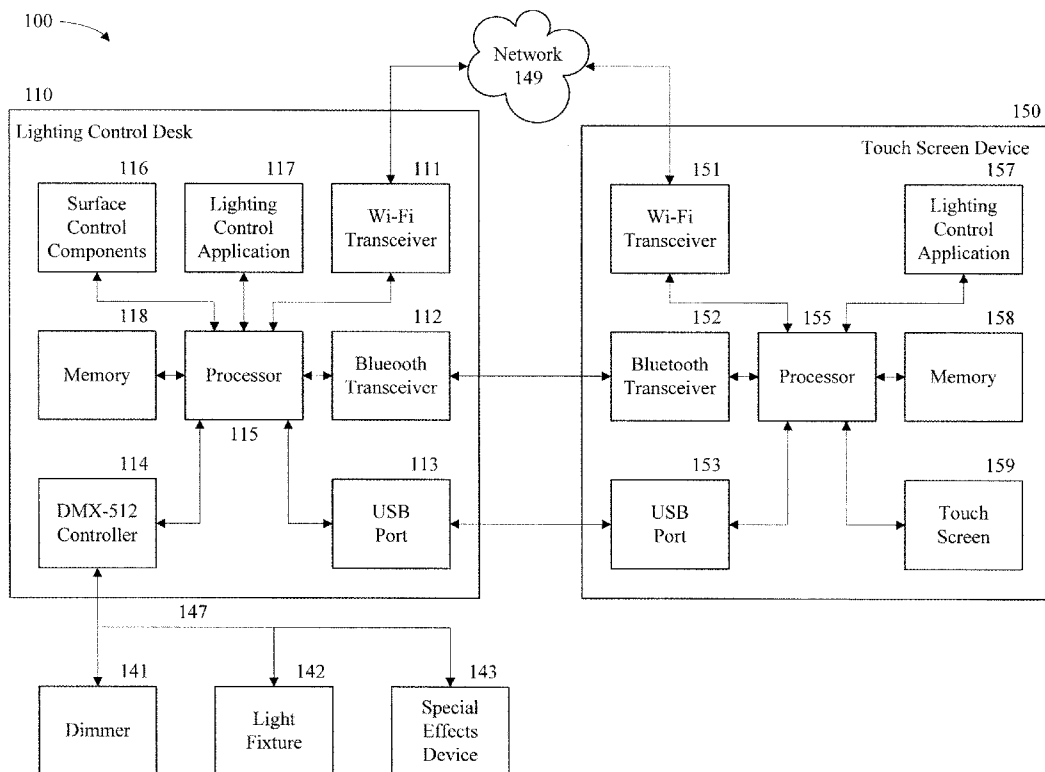 100
Network
149
110
Lighting Control Desk
150
Touch Screen Device
116
117
111
151
157
Surface
Control
Components
Lighting
Control
Application
Wi-Fi
Transceiver
Wi-Fi
Transceiver
Lighting
Control
Application
118
112
152
155
158
Memory
Processor
Blueooth
Transceiver
Bluetooth
Transceiver
Processor
Memory
115
114
113
153
159
DMX-512
Controller
USB
Port
USB
Port
Touch
Screen
147
141
142
143
Dimmer
Light
Fixture
Special
Effects
Device